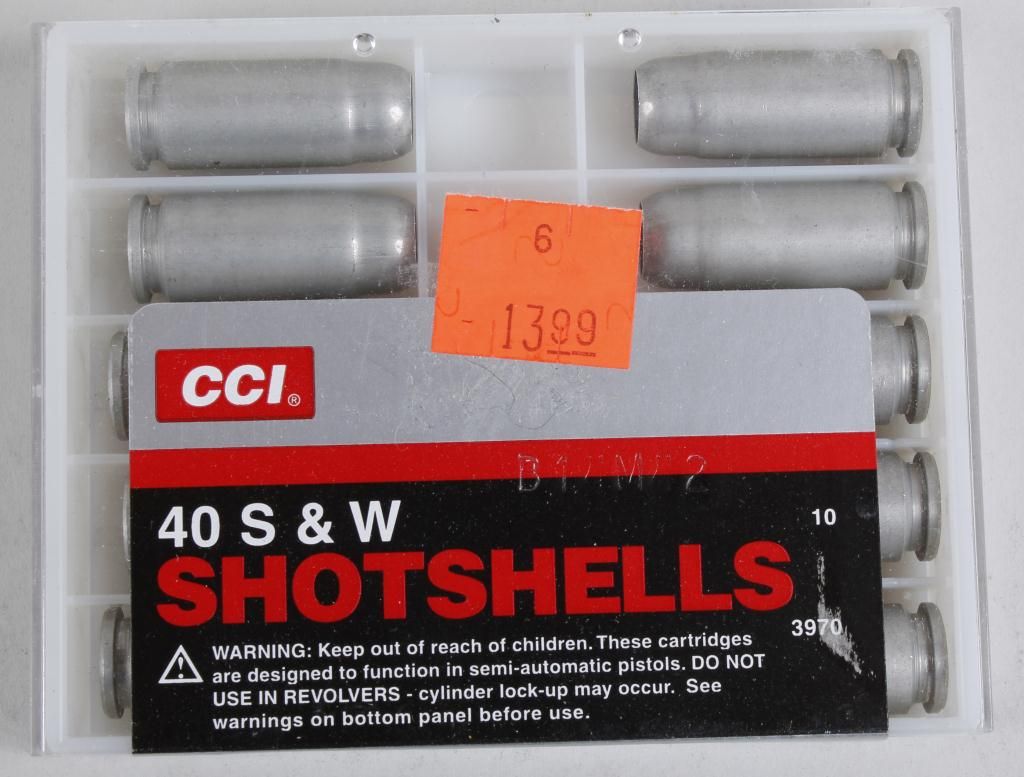 6
13.99
CCI®
B17M72
40 S & W
10
SHOTSHELLS
3970
WARNING: Keep out of reach of children. These cartridges
are designed to function in semi-automatic pistols. DO NOT
USE IN REVOLVERS - cylinder lock-up may occur. See
warnings on bottom panel before use.